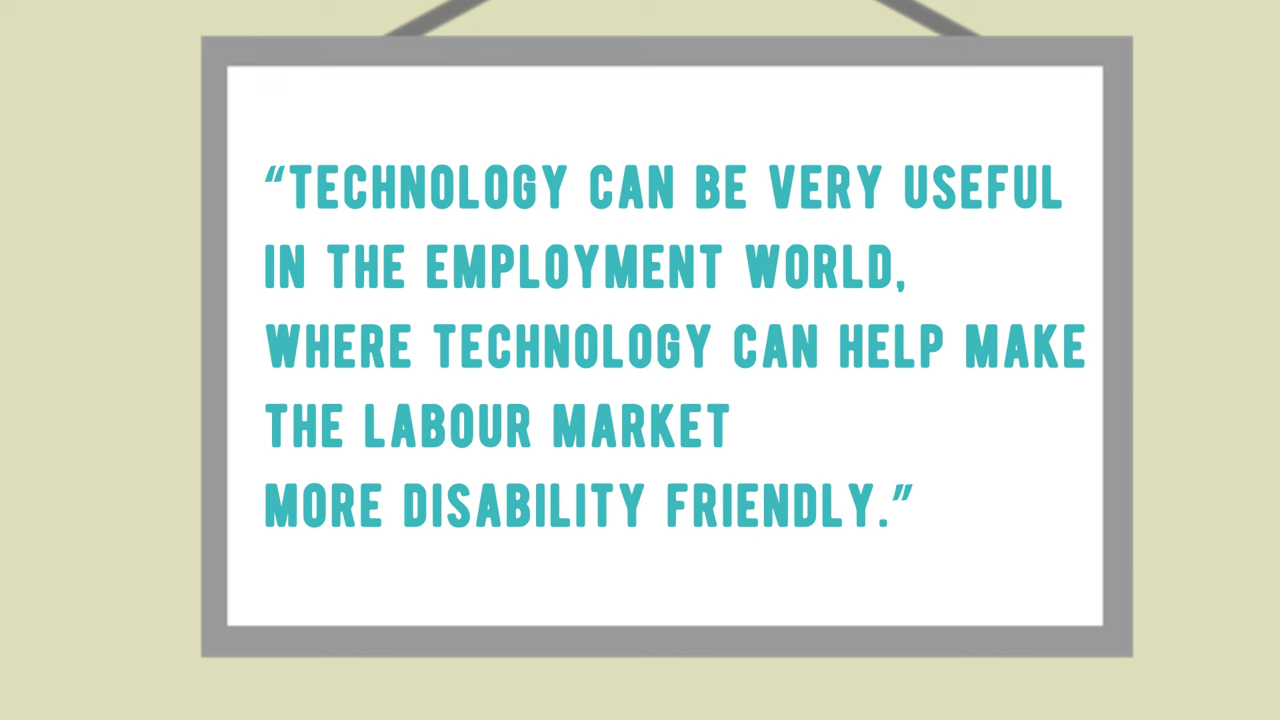 “TECHNOLOGY CAN BE VERY USEFUL
IN THE EMPLOYMENT WORLD,
WHERE TECHNOLOGY CAN HELP MAKE
THE LABOUR MARKET
MORE DISABILITY FRIENDLY.”